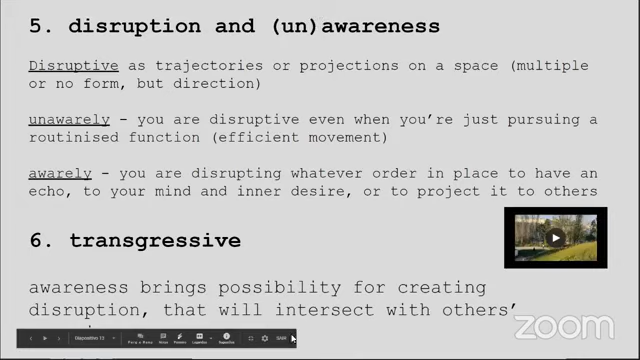 5. disruption and (un)awareness
Disruptive as trajectories or projections on a space (multiple
or no form, but direction)
unawarely - you are disruptive even when you're just pursuing a
routinised function (efficient movement)
awarely - you are disrupting whatever order in place to have an
echo, to your mind and inner desire, or to project it to others
6. transgressive
awareness brings possibility for creating
disruption, that will intersect with others'
Diapositivo 13
SAIR
zoom